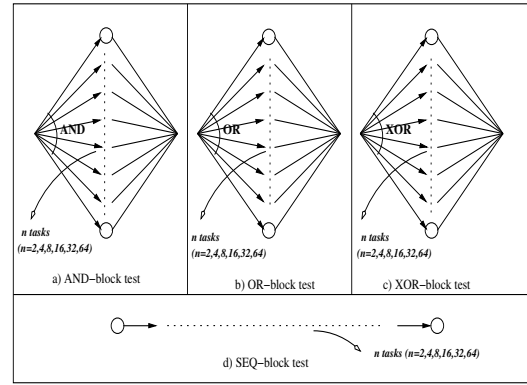 AND
OR
XOR
n tasks
(n=2,4,8,16,32,64)
n tasks
(n=2,4,8,16,32,64)
n tasks
(n=2,4,8,16,32,64)
a) AND−block test
b) OR−block test
c) XOR−block test
n tasks (n=2,4,8,16,32,64)
d) SEQ−block test